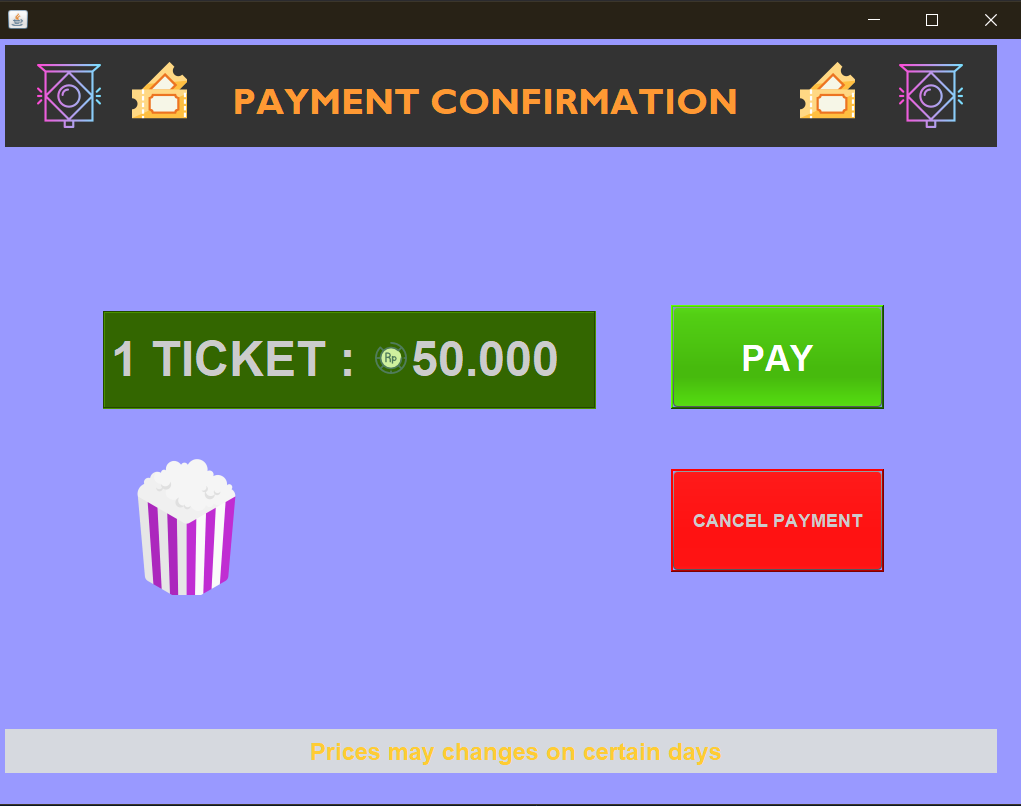 PAYMENT CONFIRMATION
1 TICKET : Rp 50.000
PAY
CANCEL PAYMENT
Prices may changes on certain days